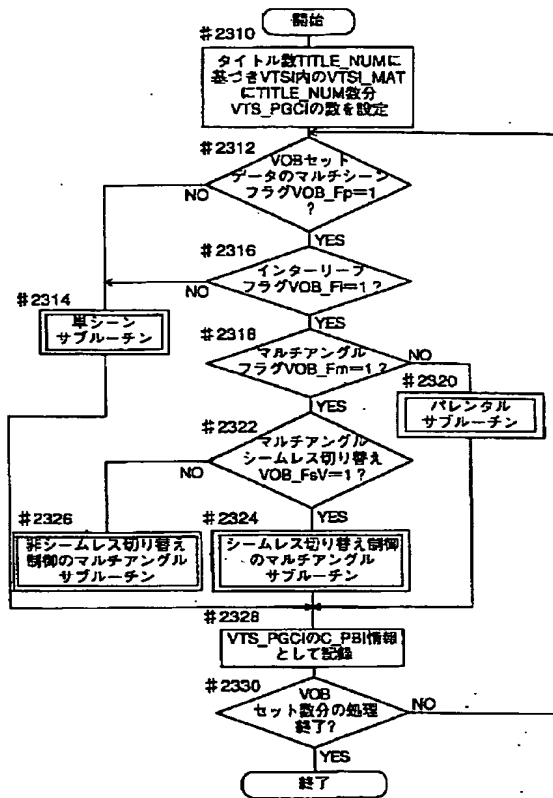 開始
#2310
タイトル数TITLE_NUMに
基づきVTSI内のVTSI_MAT
にTITLE_NUM数分
VTS_PGCIの数を設定
#2312
VOBセット
データのマルチシーン
フラグVOB_Fp=1
?
NO
YES
#2316
インターリーブ
フラグVOB_Fi=1?
NO
YES
#2314
単シーン
サブルーチン
#2318
マルチアングル
フラグVOB_Fm=1?
NO
YES
#2320
パレンタル
サブルーチン
#2322
マルチアングル
シームレス切り替え
VOB_FsV=1?
NO
YES
#2326
非シームレス切り替え
制御のマルチアングル
サブルーチン
#2324
シームレス切り替え制御
のマルチアングル
サブルーチン
#2328
VTS_PGCIのC_PBI情報
として記録
#2330
VOB
セット数分の処理
終了?
NO
YES
終了